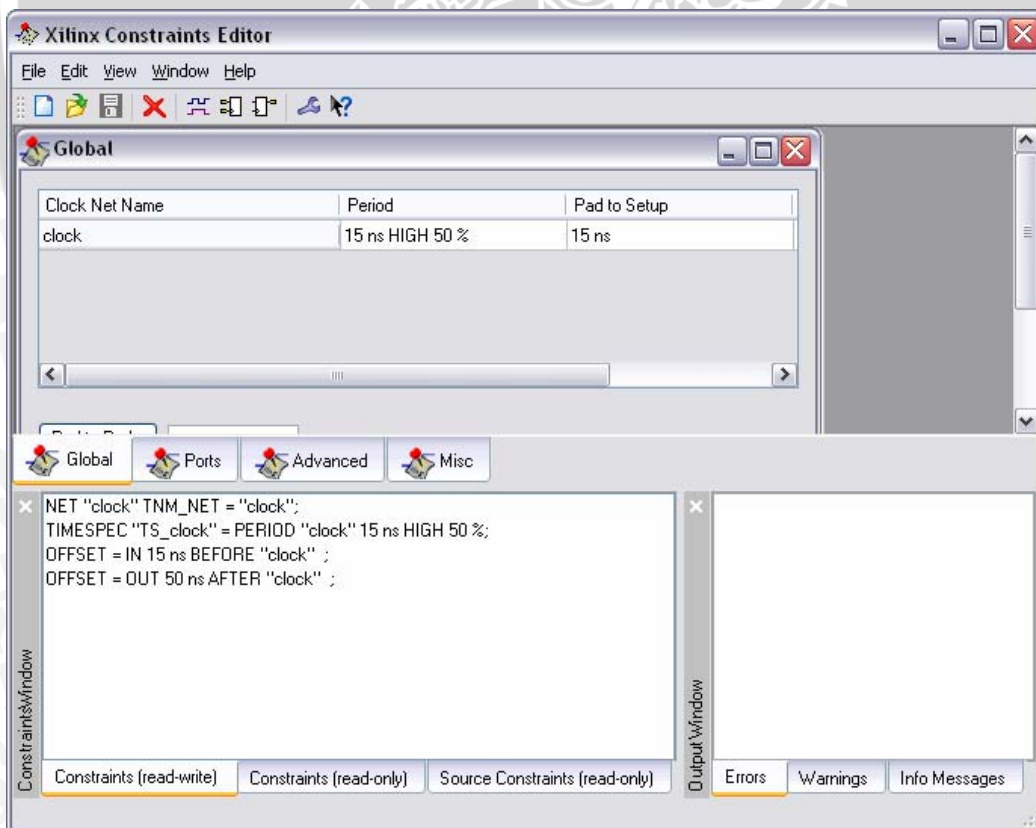 Xilinx Constraints Editor
File Edit View Window Help
Global
Clock Net Name Period Pad to Setup
clock 15 ns HIGH 50 % 15 ns
Global Ports Advanced Misc
NET "clock" TNM_NET = "clock";
TIMESPEC "TS_clock" = PERIOD "clock" 15 ns HIGH 50 %;
OFFSET = IN 15 ns BEFORE "clock" ;
OFFSET = OUT 50 ns AFTER "clock" ;
ConstraintsWindow
Constraints (read-write) Constraints (read-only) Source Constraints (read-only)
Output Window
Errors Warnings Info Messages